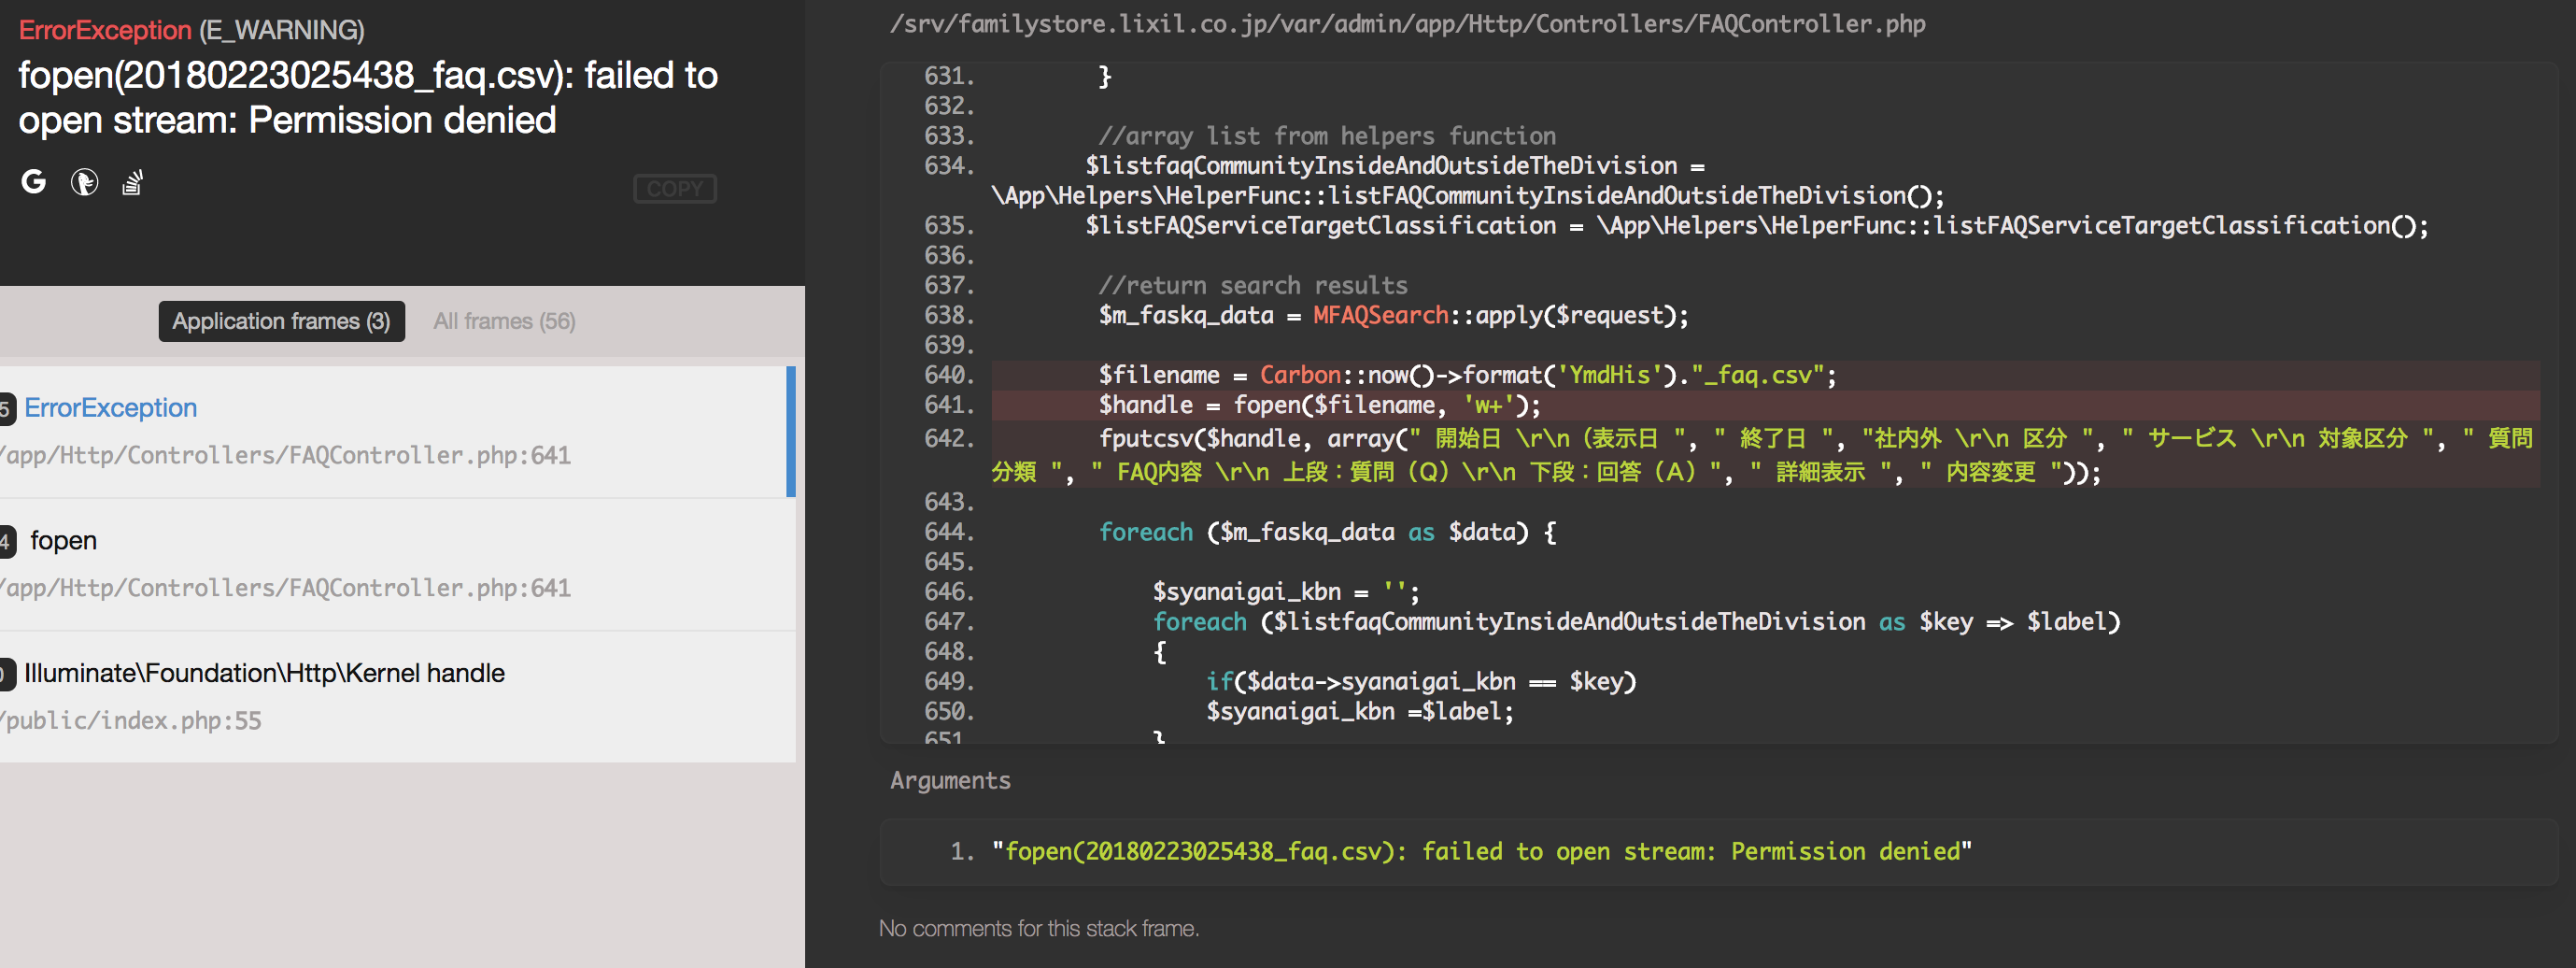 ErrorException (E_WARNING)
fopen(20180223025438_faq.csv): failed to
open stream: Permission denied
COPY
Application frames (3)
All frames (56)
5 ErrorException
/app/Http/Controllers/FAQController.php:641
4 fopen
/app/Http/Controllers/FAQController.php:641
Illuminate\Foundation\Http\Kernel handle
/public/index.php:55
/srv/familystore.lixil.co.jp/var/admin/app/Http/Controllers/FAQController.php
631. }
632.
633. //array list from helpers function
634. $listfaqCommunityInsideAndOutsideTheDivision =
\App\Helpers\HelperFunc::listFAQCommunityInsideAndOutsideTheDivision();
635. $listFAQServiceTargetClassification = \App\Helpers\HelperFunc::listFAQServiceTargetClassification();
636.
637. //return search results
638. $m_faskq_data = MFAQSearch::apply($request);
639.
640. $filename = Carbon::now()->format('YmdHis')."_faq.csv";
641. $handle = fopen($filename, 'w+');
642. fputcsv($handle, array(" 開始日 \r\n（表示日 ", " 終了日 ", "社内外 \r\n 区分 ", " サービス \r\n 対象区分 ", " 質問
分類 ", " FAQ内容 \r\n 上段：質問（Q）\r\n 下段：回答（A）", " 詳細表示 ", " 内容変更 "));
643.
644. foreach ($m_faskq_data as $data) {
645.
646. $syanaigai_kbn = '';
647. foreach ($listfaqCommunityInsideAndOutsideTheDivision as $key => $label)
648. {
649. if($data->syanaigai_kbn == $key)
650. $syanaigai_kbn =$label;
651 }
Arguments
1. "fopen(20180223025438_faq.csv): failed to open stream: Permission denied"
No comments for this stack frame.